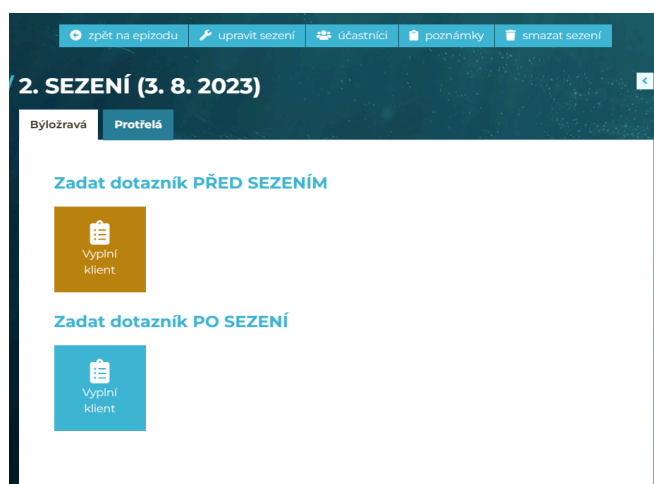 zpět na epizodu upravit sezení účastníci poznámky smazat sezení
2. SEZENÍ (3. 8. 2023)
Býložravá Protřelá
Zadat dotazník PŘED SEZENÍM
Vyplní
klient
Zadat dotazník PO SEZENÍ
Vyplní
klient